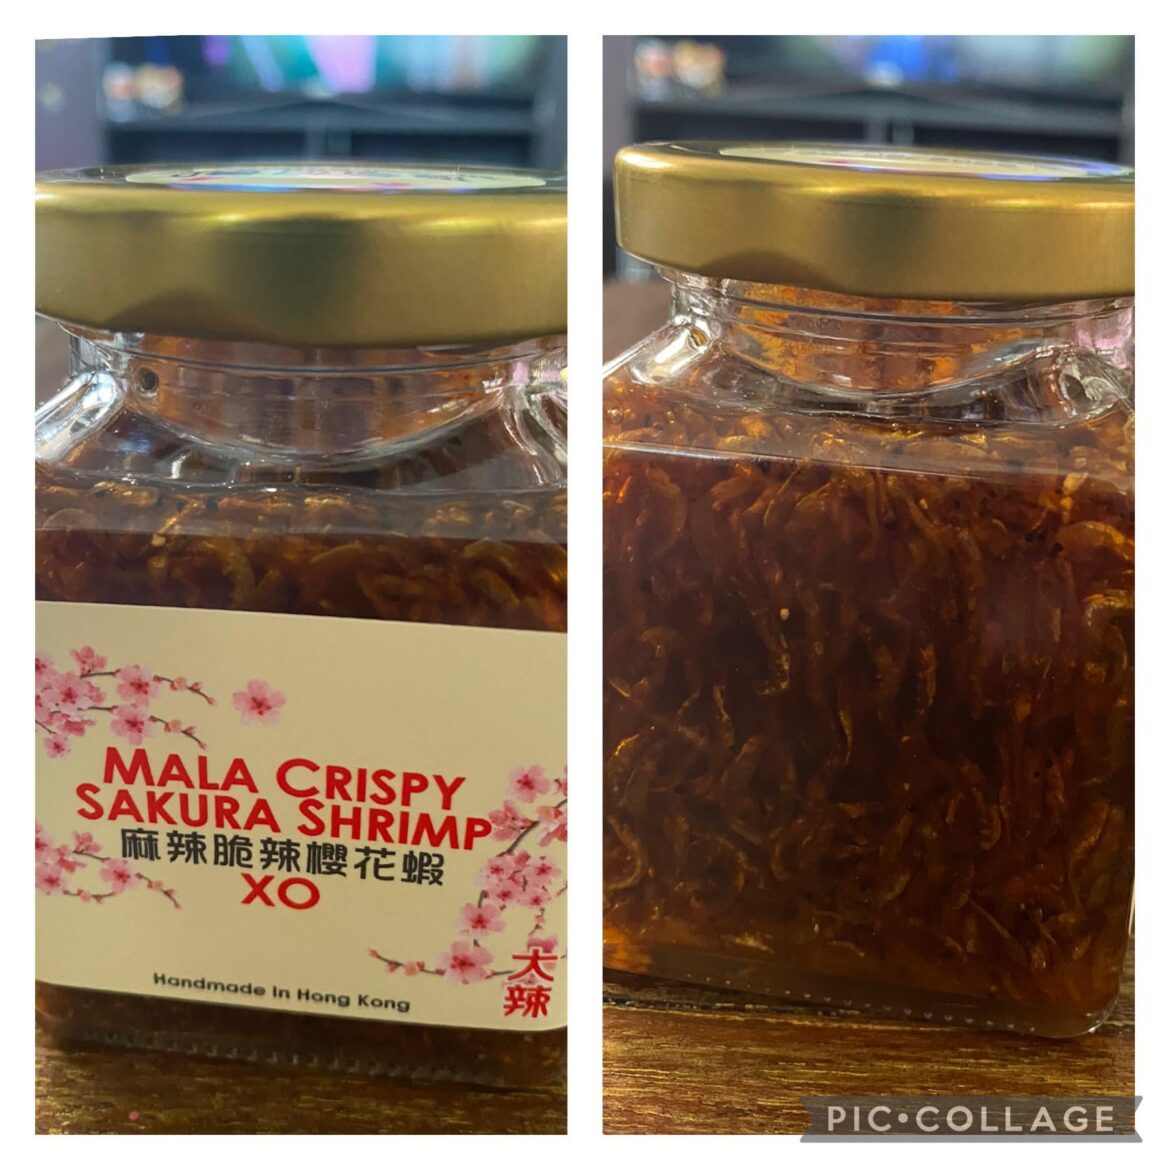 MALA CRISPY
SAKURA SHRIMP
麻辣脆辣櫻花蝦
XO
Handmade in Hong Kong
大
辣
PIC•COLLAGE